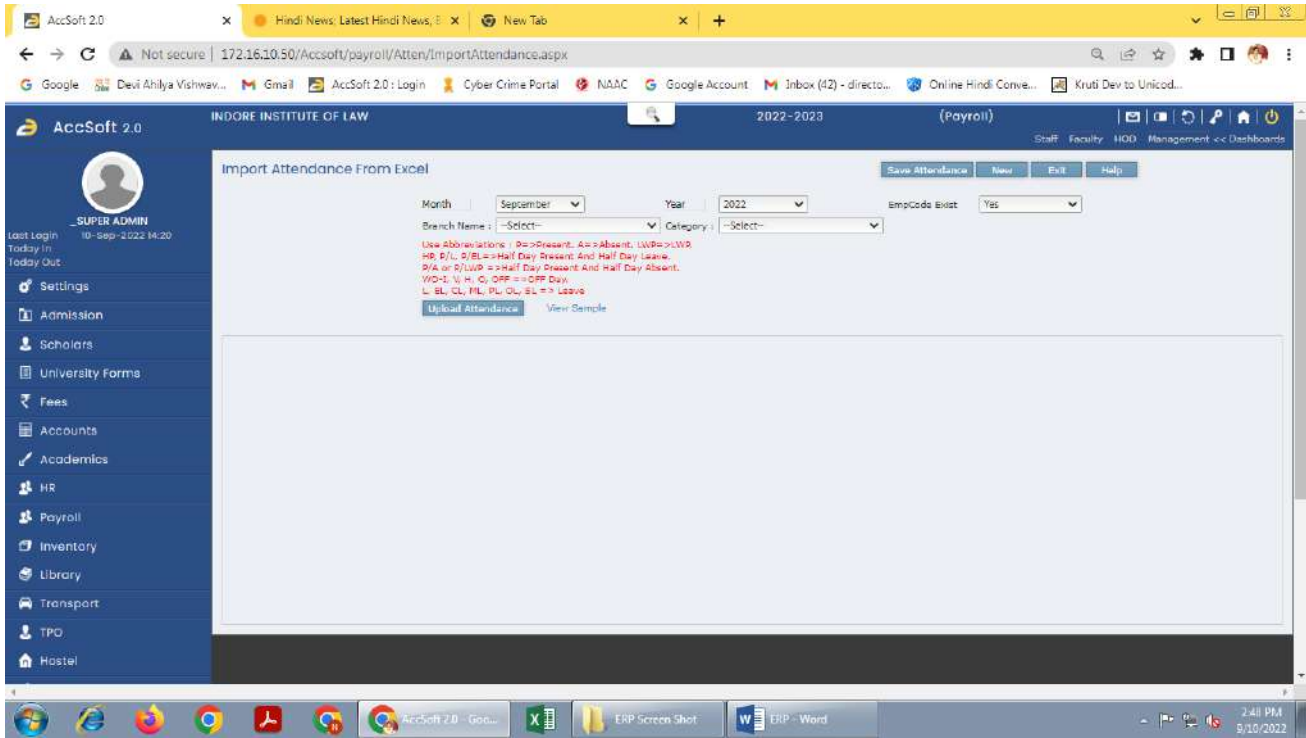 AccSoft 2.0
Hindi News: Latest Hindi News, E
New Tab
Not secure | 172.16.10.50/Accsoft/payroll/Atten/ImportAttendance.aspx
Google Devi Ahilya Vishwav... Gmail AccSoft 2.0 : Login Cyber Crime Portal NAAC Google Account Inbox (42) - directo... Online Hindi Conve... Kruti Dev to Unicod...
AccSoft 2.0
INDORE INSTITUTE OF LAW 2022-2023 (Payroll)
Staff Faculty HOD Management << Dashboards
_SUPER ADMIN
Last Login 10-Sep-2022 14:20
Today In
Today Out
Settings
Admission
Scholars
University Forms
Fees
Accounts
Academics
HR
Payroll
Inventory
Library
Transport
TPO
Hostel
Import Attendance From Excel
Save Attendance New Exit Help
Month September Year 2022 EmpCode Exist Yes
Branch Name : --Select-- Category : --Select--
Use Abbreviations : P=>Present, A=>Absent, LWP=>LWP,
HP, P/L, P/EL=>Half Day Present And Half Day Leave.
P/A or P/LWP =>Half Day Present And Half Day Absent.
WO-I, V, H, O, OFF ==OFF Day.
L, EL, CL, ML, PL, OL, SL => Leave
Upload Attendance View Sample
AccSoft 2.0 - Goo...
ERP Screen Shot
ERP - Word
2:41 PM
9/10/2022